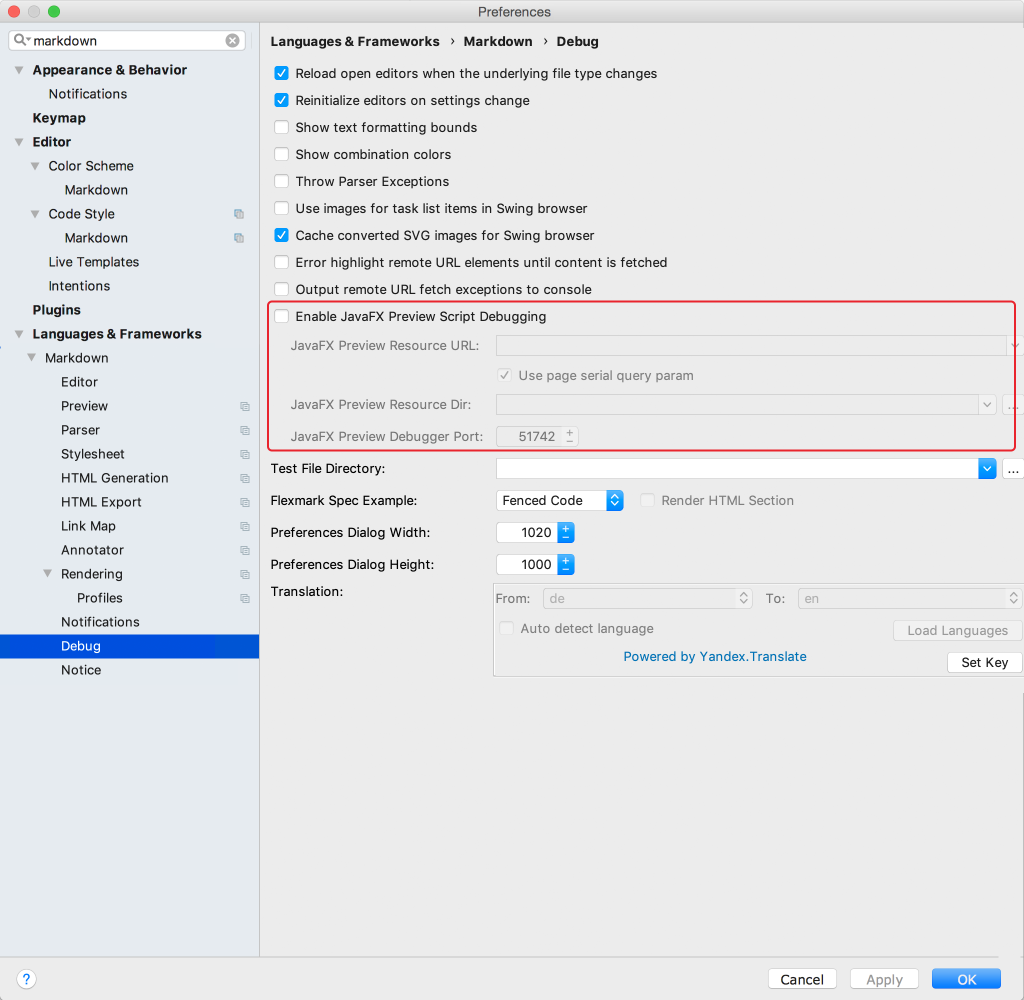 Preferences
markdown
Appearance & Behavior
Notifications
Keymap
Editor
Color Scheme
Markdown
Code Style
Markdown
Live Templates
Intentions
Plugins
Languages & Frameworks
Markdown
Editor
Preview
Parser
Stylesheet
HTML Generation
HTML Export
Link Map
Annotator
Rendering
Profiles
Notifications
Debug
Notice
Languages & Frameworks › Markdown › Debug
Reload open editors when the underlying file type changes
Reinitialize editors on settings change
Show text formatting bounds
Show combination colors
Throw Parser Exceptions
Use images for task list items in Swing browser
Cache converted SVG images for Swing browser
Error highlight remote URL elements until content is fetched
Output remote URL fetch exceptions to console
Enable JavaFX Preview Script Debugging
JavaFX Preview Resource URL:
Use page serial query param
JavaFX Preview Resource Dir: ...
JavaFX Preview Debugger Port: 51742
Test File Directory: ...
Flexmark Spec Example: Fenced Code Render HTML Section
Preferences Dialog Width: 1020
Preferences Dialog Height: 1000
Translation: From: de To: en
Auto detect language Load Languages
Powered by Yandex.Translate Set Key
? Cancel Apply OK